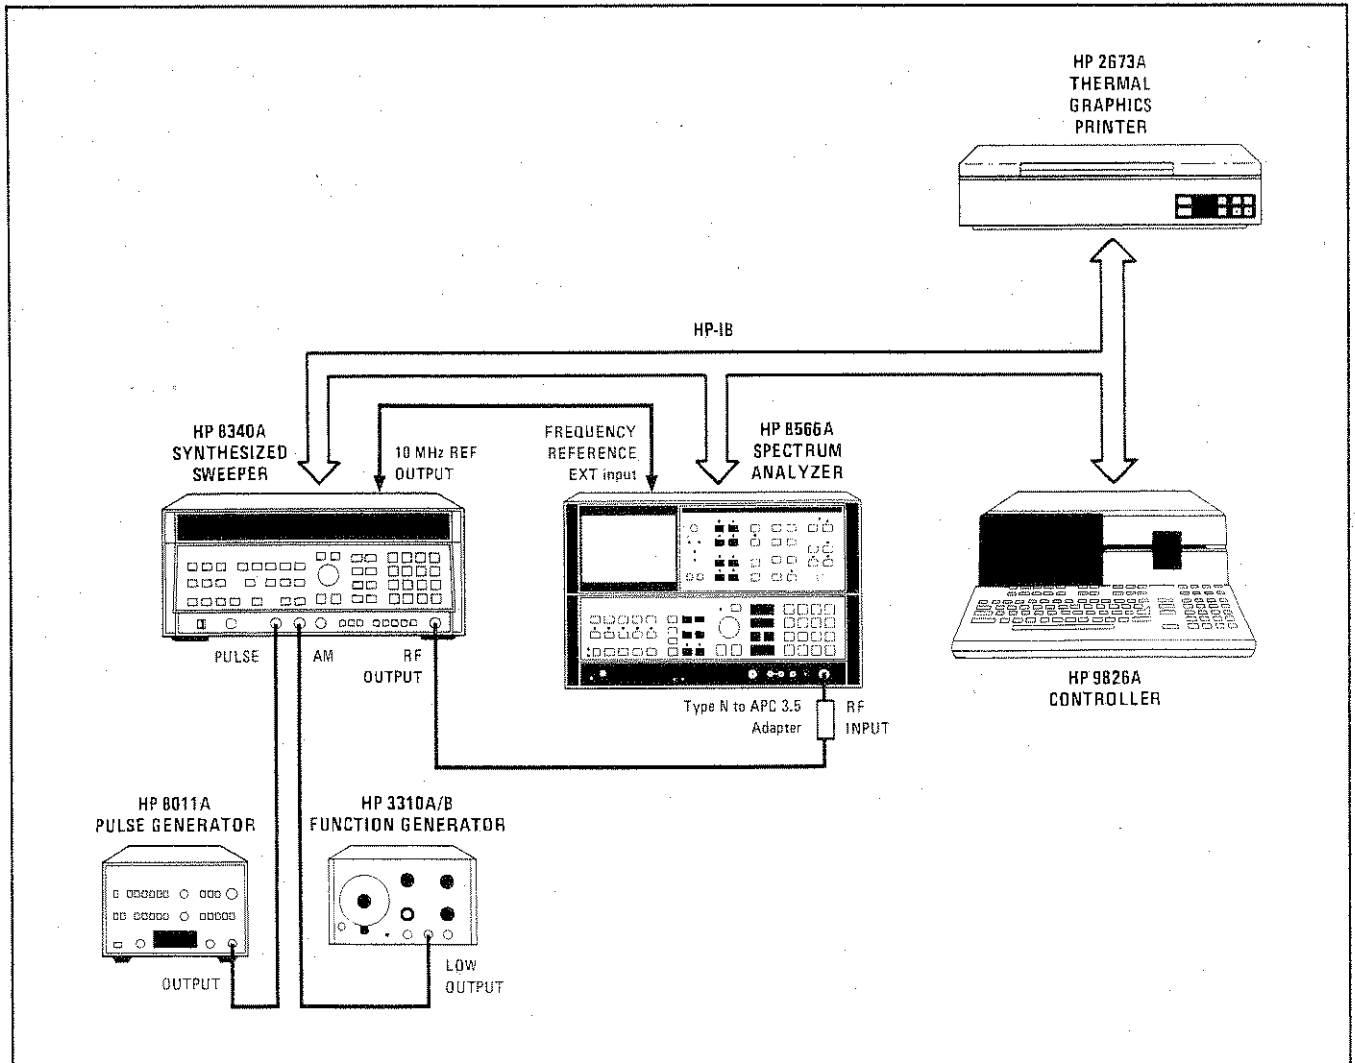 HP 2673A
THERMAL
GRAPHICS
PRINTER
HP-IB
HP 8340A
SYNTHESIZED
SWEEPER
10 MHz REF
OUTPUT
FREQUENCY
REFERENCE
EXT input
HP 8566A
SPECTRUM
ANALYZER
PULSE
AM
RF
OUTPUT
Type N to APC 3.5
Adapter
RF
INPUT
HP 9826A
CONTROLLER
HP 8011A
PULSE GENERATOR
HP 3310A/B
FUNCTION GENERATOR
OUTPUT
LOW
OUTPUT